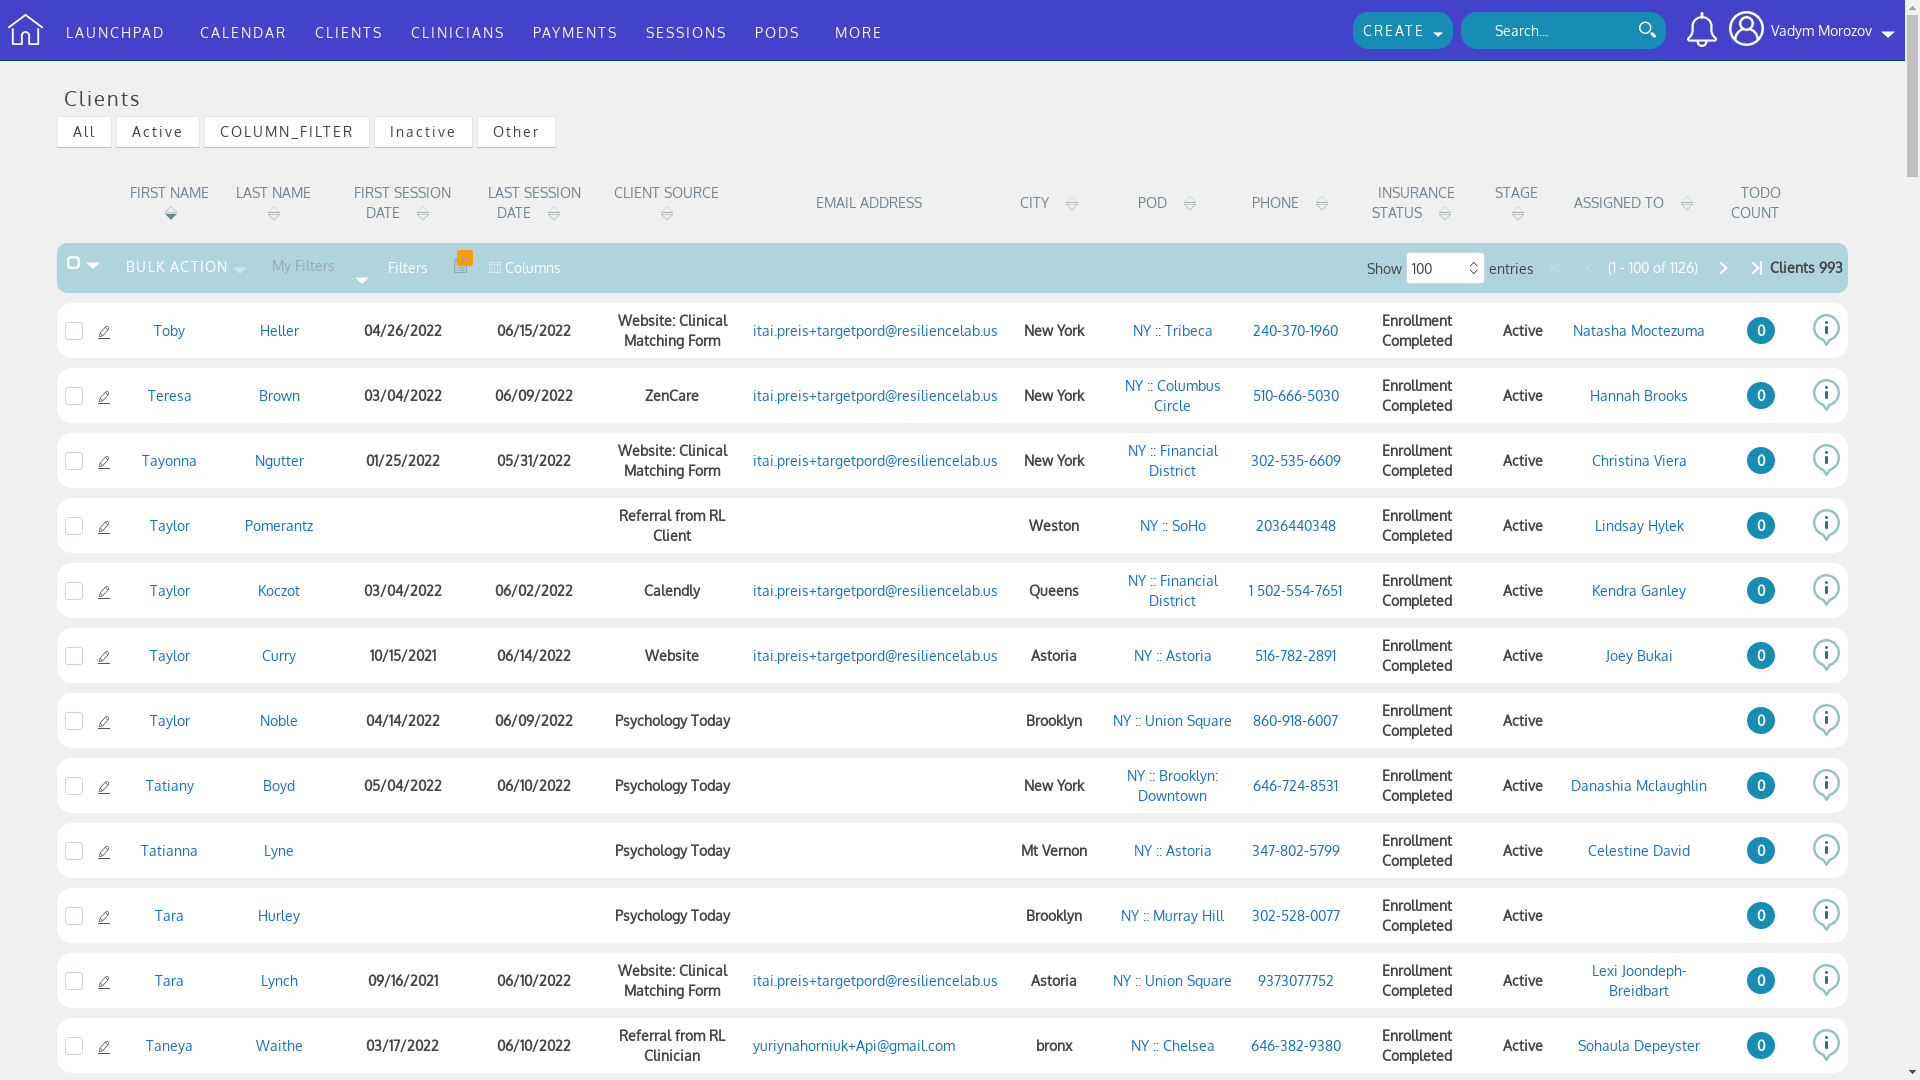 LAUNCHPAD CALENDAR CLIENTS CLINICIANS PAYMENTS SESSIONS PODS MORE CREATE Search... Vadym Morozov
Clients
All Active COLUMN_FILTER Inactive Other
FIRST NAME LAST NAME FIRST SESSION DATE LAST SESSION DATE CLIENT SOURCE EMAIL ADDRESS CITY POD PHONE INSURANCE STATUS STAGE ASSIGNED TO TODO COUNT
BULK ACTION My Filters Filters Columns Show 100 entries (1 - 100 of 1126) Clients 993
Toby Heller 04/26/2022 06/15/2022 Website: Clinical Matching Form itai.preis+targetpord@resiliencelab.us New York NY :: Tribeca 240-370-1960 Enrollment Completed Active Natasha Moctezuma 0
Teresa Brown 03/04/2022 06/09/2022 ZenCare itai.preis+targetpord@resiliencelab.us New York NY :: Columbus Circle 510-666-5030 Enrollment Completed Active Hannah Brooks 0
Tayonna Ngutter 01/25/2022 05/31/2022 Website: Clinical Matching Form itai.preis+targetpord@resiliencelab.us New York NY :: Financial District 302-535-6609 Enrollment Completed Active Christina Viera 0
Taylor Pomerantz Referral from RL Client Weston NY :: SoHo 2036440348 Enrollment Completed Active Lindsay Hylek 0
Taylor Koczot 03/04/2022 06/02/2022 Calendly itai.preis+targetpord@resiliencelab.us Queens NY :: Financial District 1 502-554-7651 Enrollment Completed Active Kendra Ganley 0
Taylor Curry 10/15/2021 06/14/2022 Website itai.preis+targetpord@resiliencelab.us Astoria NY :: Astoria 516-782-2891 Enrollment Completed Active Joey Bukai 0
Taylor Noble 04/14/2022 06/09/2022 Psychology Today Brooklyn NY :: Union Square 860-918-6007 Enrollment Completed Active 0
Tatiany Boyd 05/04/2022 06/10/2022 Psychology Today New York NY :: Brooklyn: Downtown 646-724-8531 Enrollment Completed Active Danashia Mclaughlin 0
Tatianna Lyne Psychology Today Mt Vernon NY :: Astoria 347-802-5799 Enrollment Completed Active Celestine David 0
Tara Hurley Psychology Today Brooklyn NY :: Murray Hill 302-528-0077 Enrollment Completed Active 0
Tara Lynch 09/16/2021 06/10/2022 Website: Clinical Matching Form itai.preis+targetpord@resiliencelab.us Astoria NY :: Union Square 9373077752 Enrollment Completed Active Lexi Joondeph-Breidbart 0
Taneya Waithe 03/17/2022 06/10/2022 Referral from RL Clinician yuriynahorniuk+Api@gmail.com bronx NY :: Chelsea 646-382-9380 Enrollment Completed Active Sohaula Depeyster 0